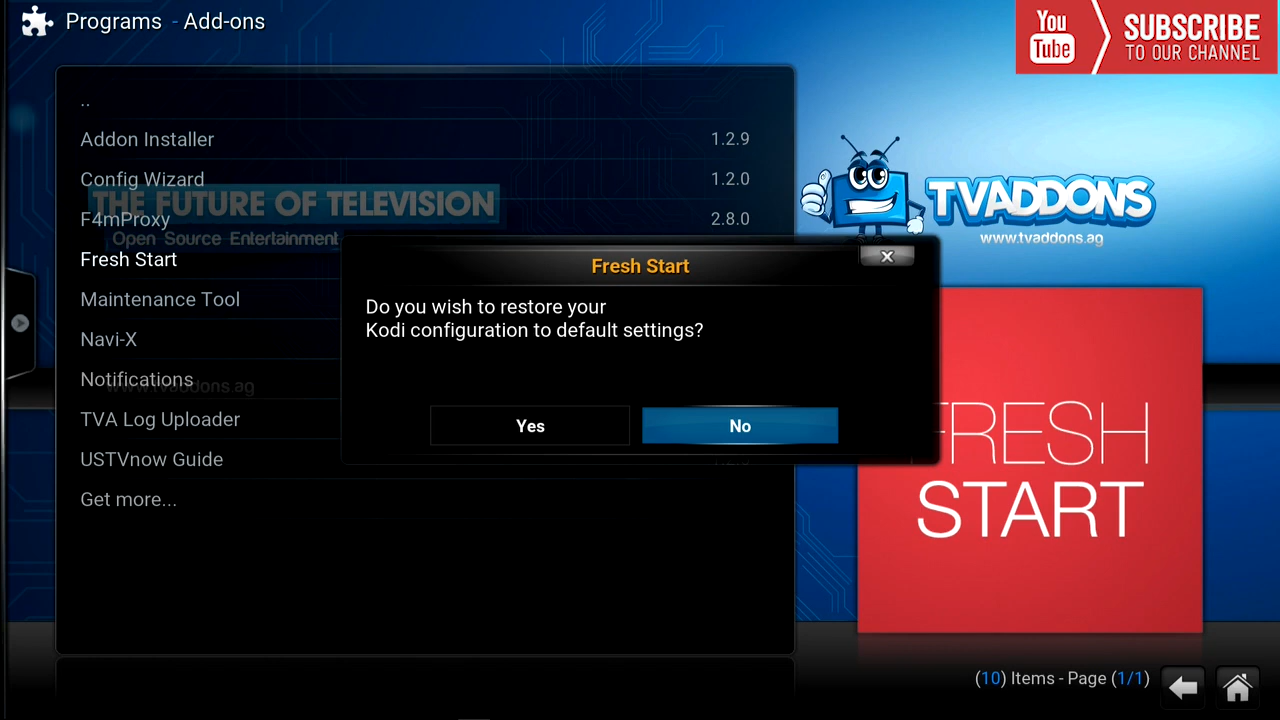 Programs - Add-ons
You Tube
SUBSCRIBE
TO OUR CHANNEL
..
Addon Installer 1.2.9
Config Wizard 1.2.0
THE FUTURE OF TELEVISION
F4mProxy 2.8.0
Open Source Entertainment
TVADDONS
www.tvaddons.ag
Fresh Start
Maintenance Tool
Navi-X
Notifications
www.tvaddons.ag
TVA Log Uploader
USTVnow Guide
Get more...
Fresh Start
Do you wish to restore your
Kodi configuration to default settings?
Yes No
FRESH
START
(10) Items - Page (1/1)